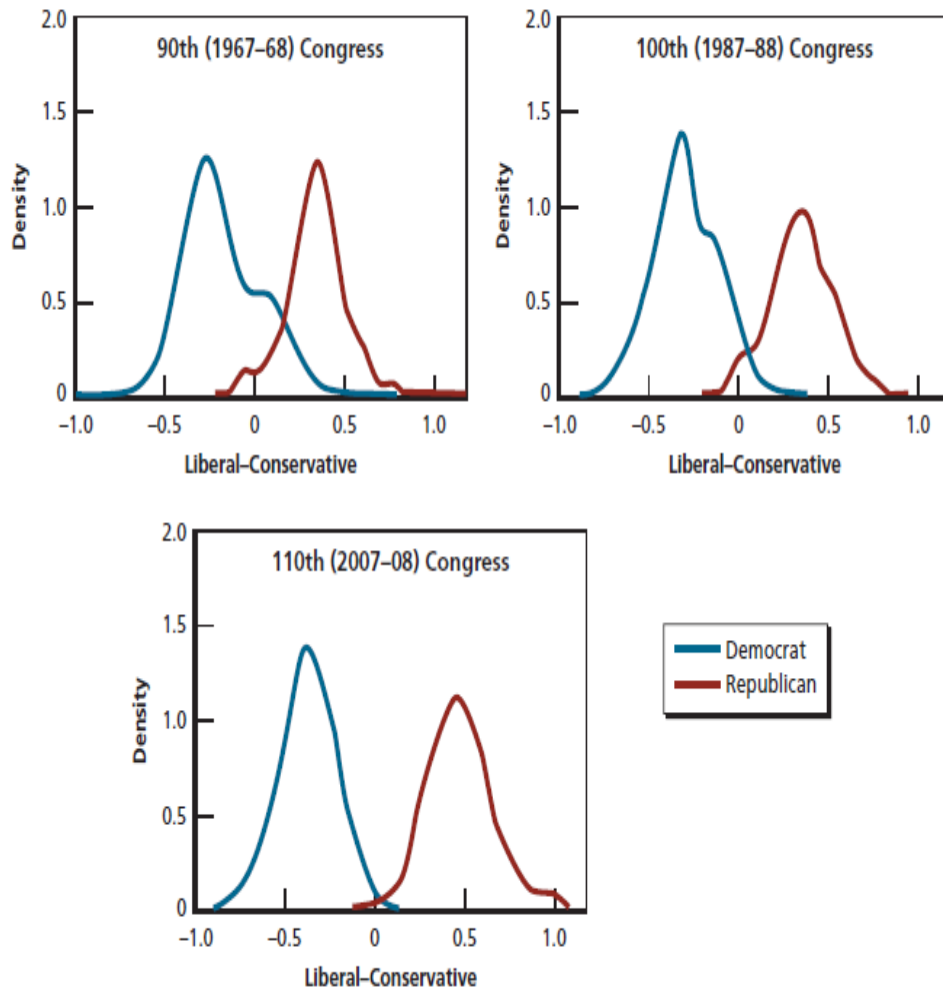 90th (1967–68) Congress
2.0
1.5
1.0
0.5
0
Density
–1.0 –0.5 0 0.5 1.0
Liberal–Conservative
100th (1987–88) Congress
2.0
1.5
1.0
0.5
0
Density
–1.0 –0.5 0 0.5 1.0
Liberal–Conservative
110th (2007–08) Congress
2.0
1.5
1.0
0.5
0
Density
–1.0 –0.5 0 0.5 1.0
Liberal–Conservative
Democrat
Republican